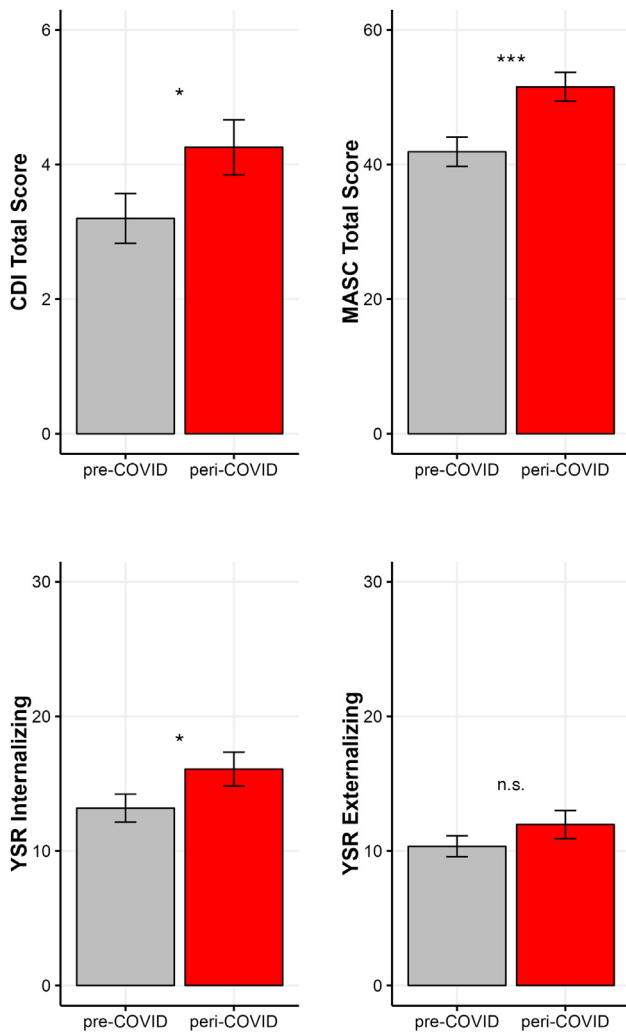 CDI Total Score
6
4
2
0
*
pre-COVID
peri-COVID
MASC Total Score
60
40
20
0
***
pre-COVID
peri-COVID
YSR Internalizing
30
20
10
0
*
pre-COVID
peri-COVID
YSR Externalizing
30
20
10
0
n.s.
pre-COVID
peri-COVID